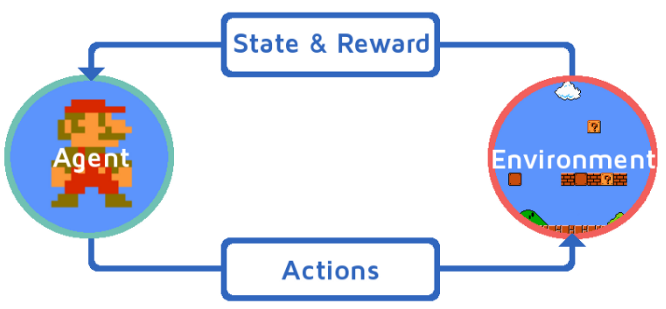 State & Reward
Agent
Environment
?
?
Actions